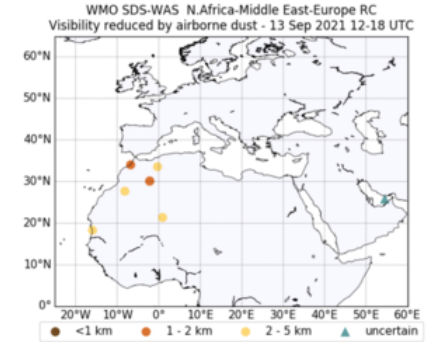 WMO SDS-WAS N.Africa-Middle East-Europe RC
Visibility reduced by airborne dust - 13 Sep 2021 12-18 UTC
60°N
50°N
40°N
30°N
20°N
10°N
0°
20°W 10°W 0° 10°E 20°E 30°E 40°E 50°E 60°E
<1 km 1 - 2 km 2 - 5 km uncertain